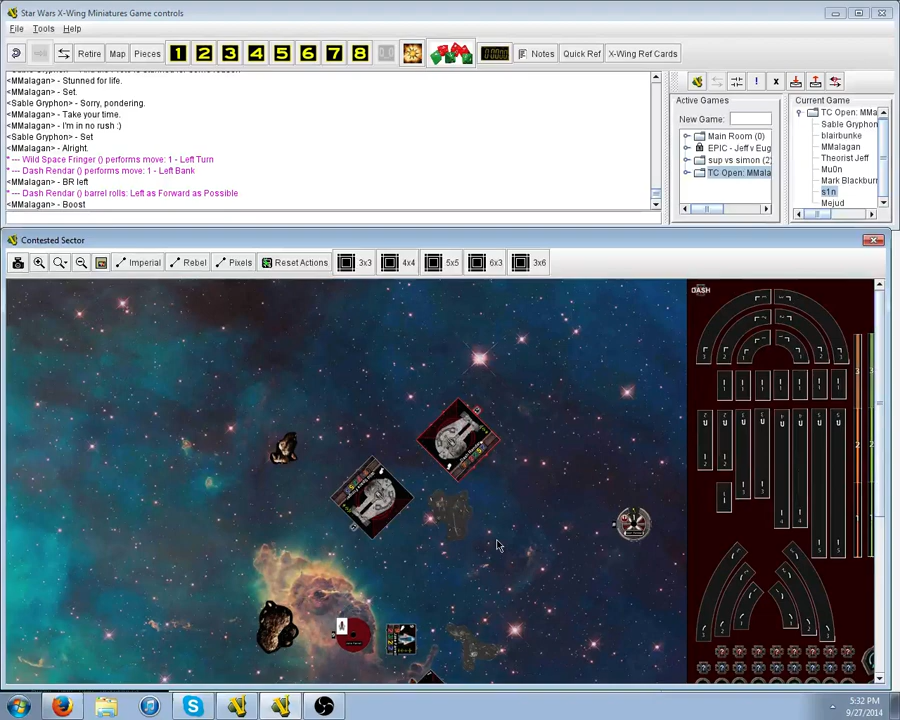 Star Wars X-Wing Miniatures Game controls
File Tools Help
Retire Map Pieces 1 2 3 4 5 6 7 8 Notes Quick Ref X-Wing Ref Cards
<MMalagan> - Stunned for life.
<MMalagan> - Set.
<Sable Gryphon> - Sorry, pondering.
<MMalagan> - Take your time.
<MMalagan> - I'm in no rush :)
<Sable Gryphon> - Set
<MMalagan> - Alright.
* --- Wild Space Fringer () performs move: 1 - Left Turn
* --- Dash Rendar () performs move: 1 - Left Bank
<MMalagan> - BR left
* --- Dash Rendar () barrel rolls: Left as Forward as Possible
<MMalagan> - Boost
Active Games
New Game:
Main Room (0)
EPIC - Jeff v Eug
sup vs simon (2)
TC Open: MMala
Current Game
TC Open: MMa
Sable Gryphon
blairbunke
MMalagan
Theorist Jeff
Mu0n
Mark Blackburn
s1n
Mejud
Contested Sector
Imperial Rebel Pixels Reset Actions 3x3 4x4 5x5 6x3 3x6
DASH
5:32 PM
9/27/2014